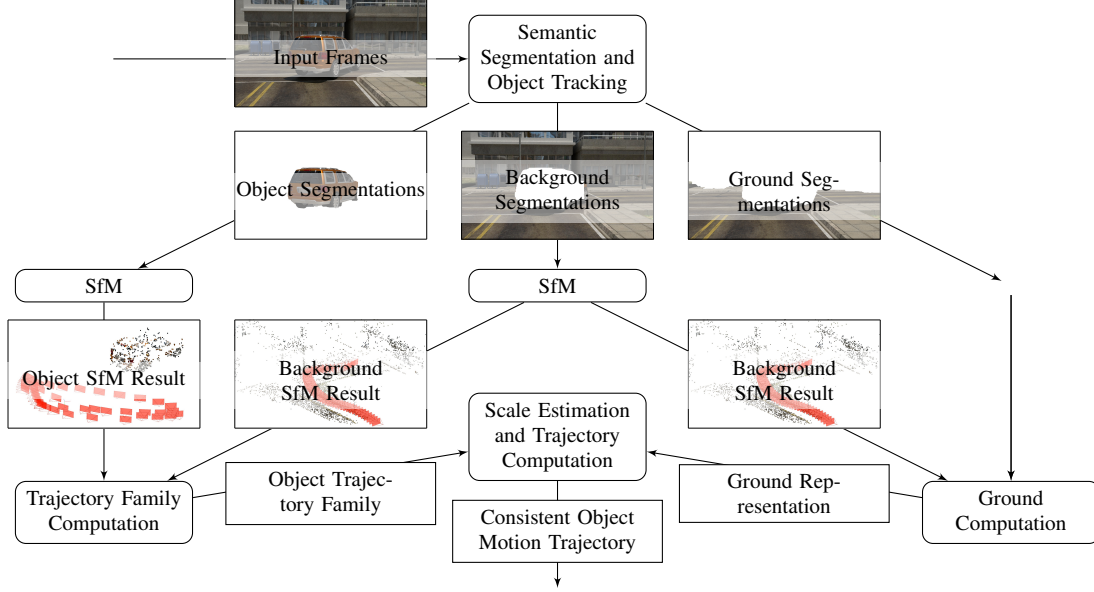 Semantic
Segmentation and
Object Tracking
Input Frames
Object Segmentations
Background
Segmentations
Ground Seg-
mentations
SfM
SfM
Object SfM Result
Background
SfM Result
Background
SfM Result
Scale Estimation
and Trajectory
Computation
Trajectory Family
Computation
Object Trajec-
tory Family
Ground Rep-
resentation
Ground
Computation
Consistent Object
Motion Trajectory